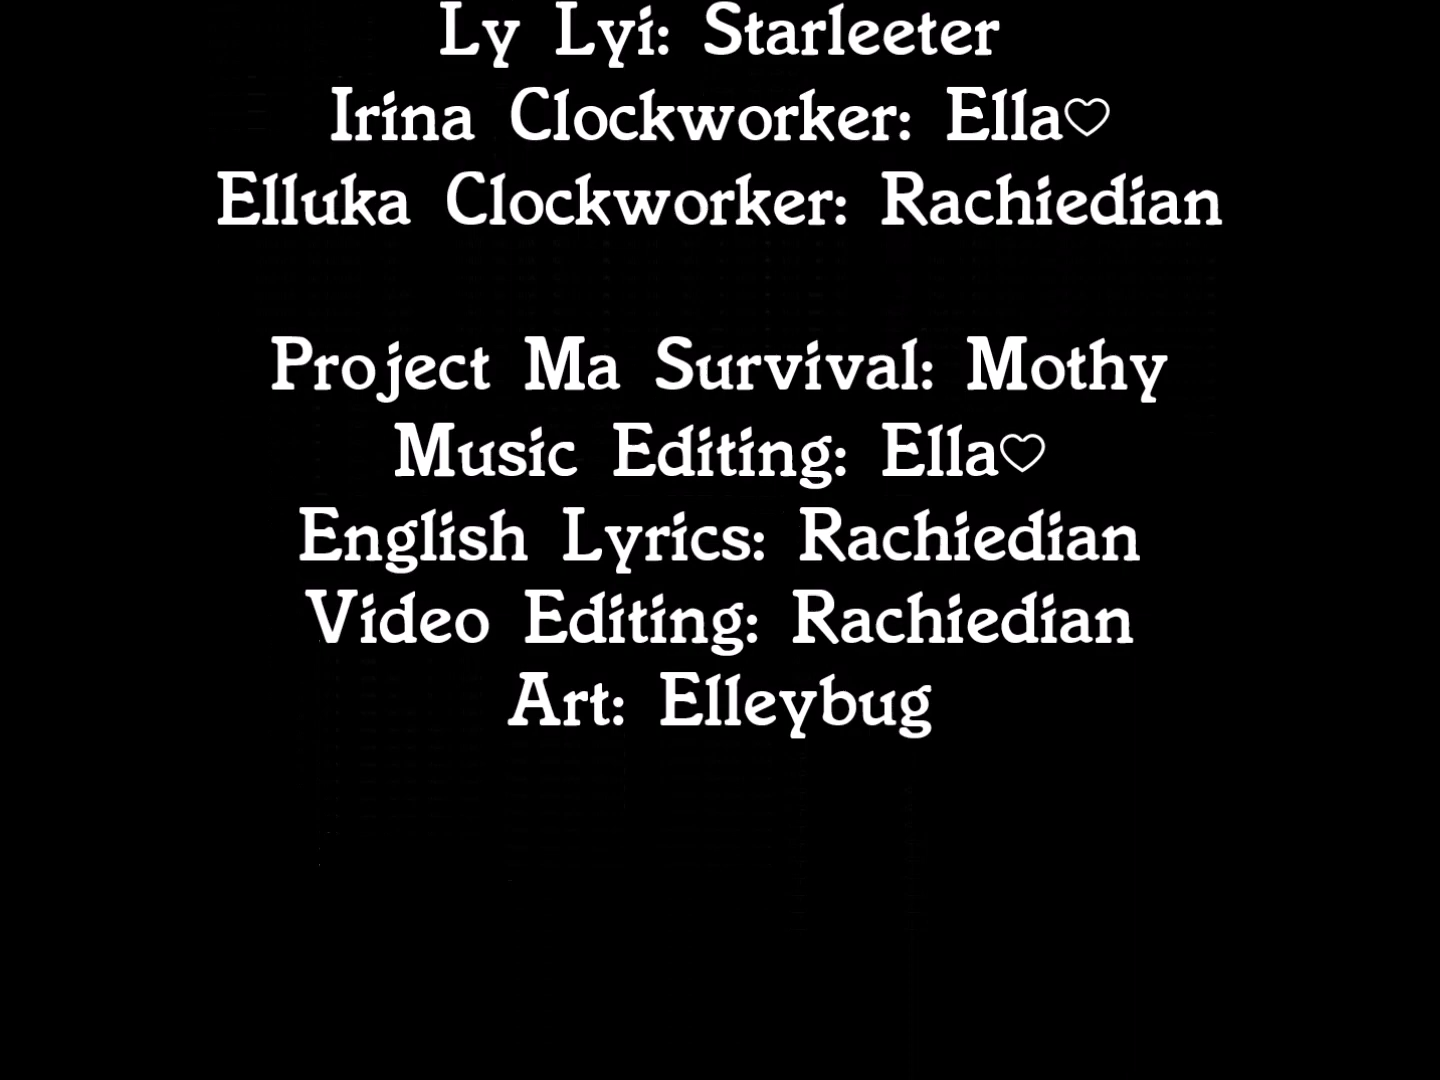 Ly Lyi: Starleeter
Irina Clockworker: Ella♡
Elluka Clockworker: Rachiedian
Project Ma Survival: Mothy
Music Editing: Ella♡
English Lyrics: Rachiedian
Video Editing: Rachiedian
Art: Elleybug